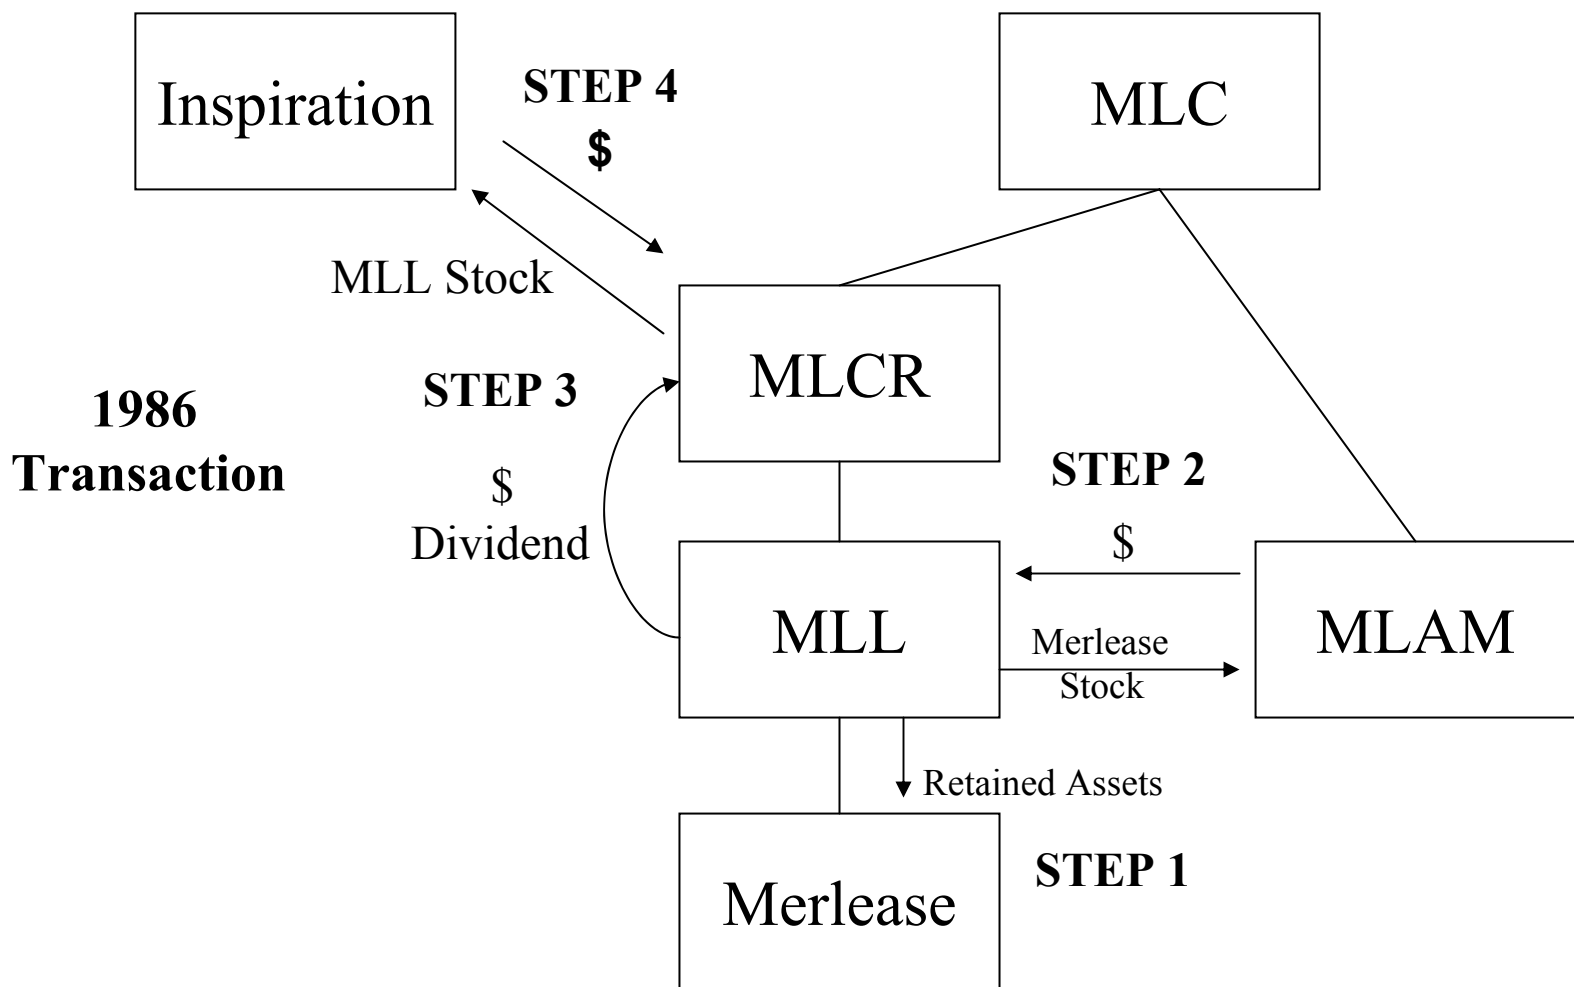 Inspiration
STEP 4
$
MLC
MLL Stock
MLCR
STEP 3
1986
Transaction
$
Dividend
STEP 2
$
MLL
Merlease
Stock
MLAM
Retained Assets
Merlease
STEP 1